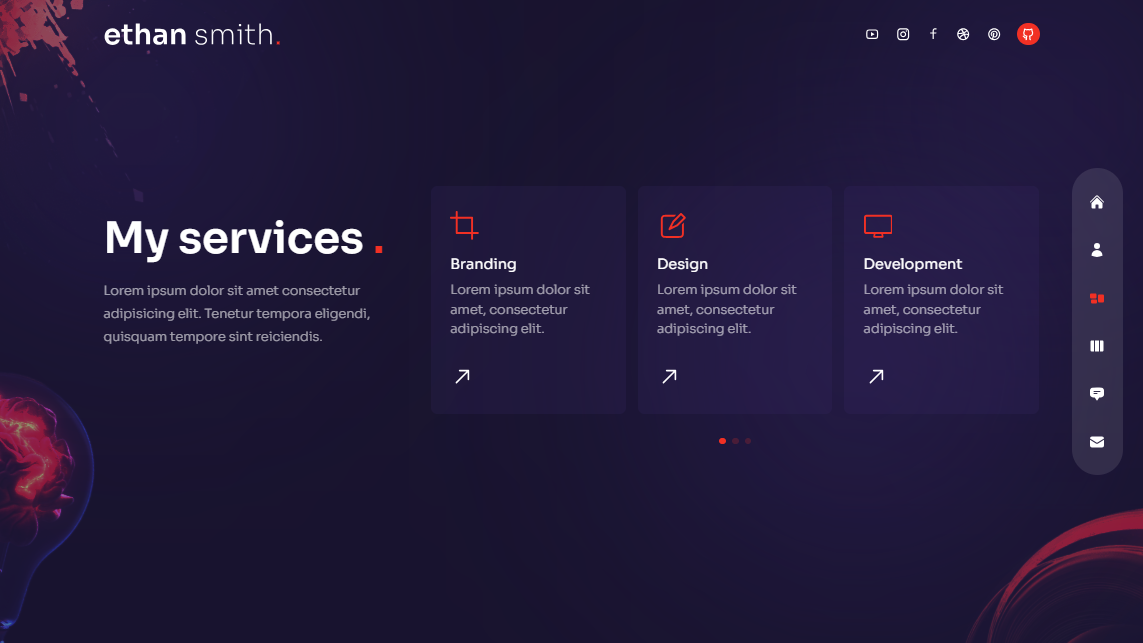 ethan smith.
My services .
Lorem ipsum dolor sit amet consectetur
adipisicing elit. Tenetur tempora eligendi,
quisquam tempore sint reiciendis.
Branding
Lorem ipsum dolor sit
amet, consectetur
adipiscing elit.
Design
Lorem ipsum dolor sit
amet, consectetur
adipiscing elit.
Development
Lorem ipsum dolor sit
amet, consectetur
adipiscing elit.